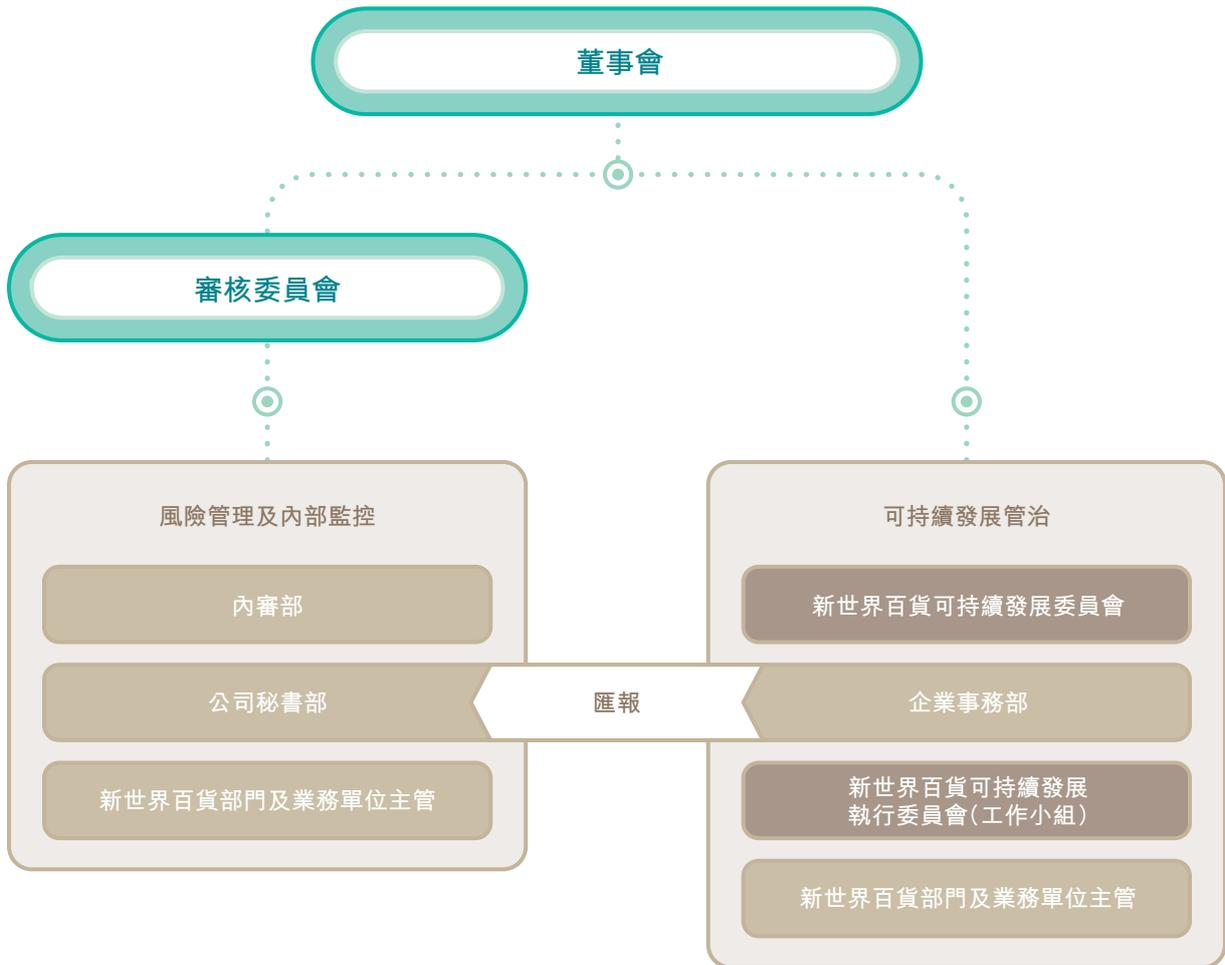 董事會
審核委員會
風險管理及內部監控
內審部
公司秘書部
新世界百貨部門及業務單位主管
匯報
可持續發展管治
新世界百貨可持續發展委員會
企業事務部
新世界百貨可持續發展
執行委員會(工作小組)
新世界百貨部門及業務單位主管